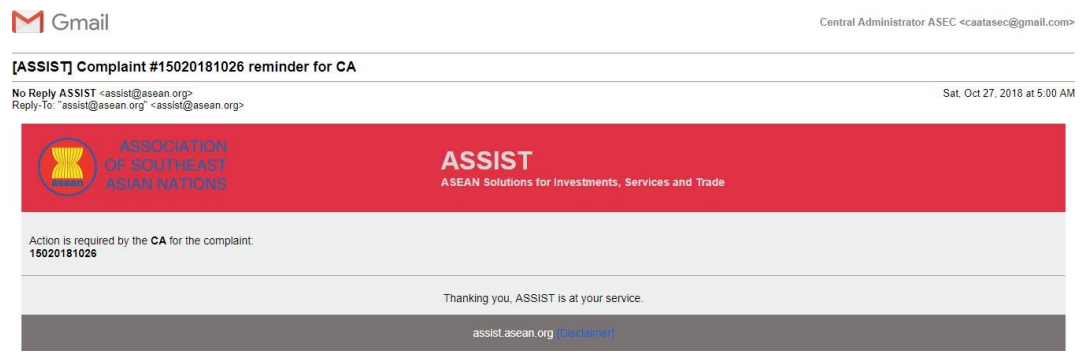 Gmail
Central Administrator ASEC <caatasec@gmail.com>
[ASSIST] Complaint #15020181026 reminder for CA
No Reply ASSIST <assist@asean.org>
Sat, Oct 27, 2018 at 5:00 AM
Reply-To: "assist@asean.org" <assist@asean.org>
ASSOCIATION
OF SOUTHEAST
ASIAN NATIONS
asean
ASSIST
ASEAN Solutions for Investments, Services and Trade
Action is required by the CA for the complaint:
15020181026
Thanking you, ASSIST is at your service.
assist.asean.org [Disclaimer]